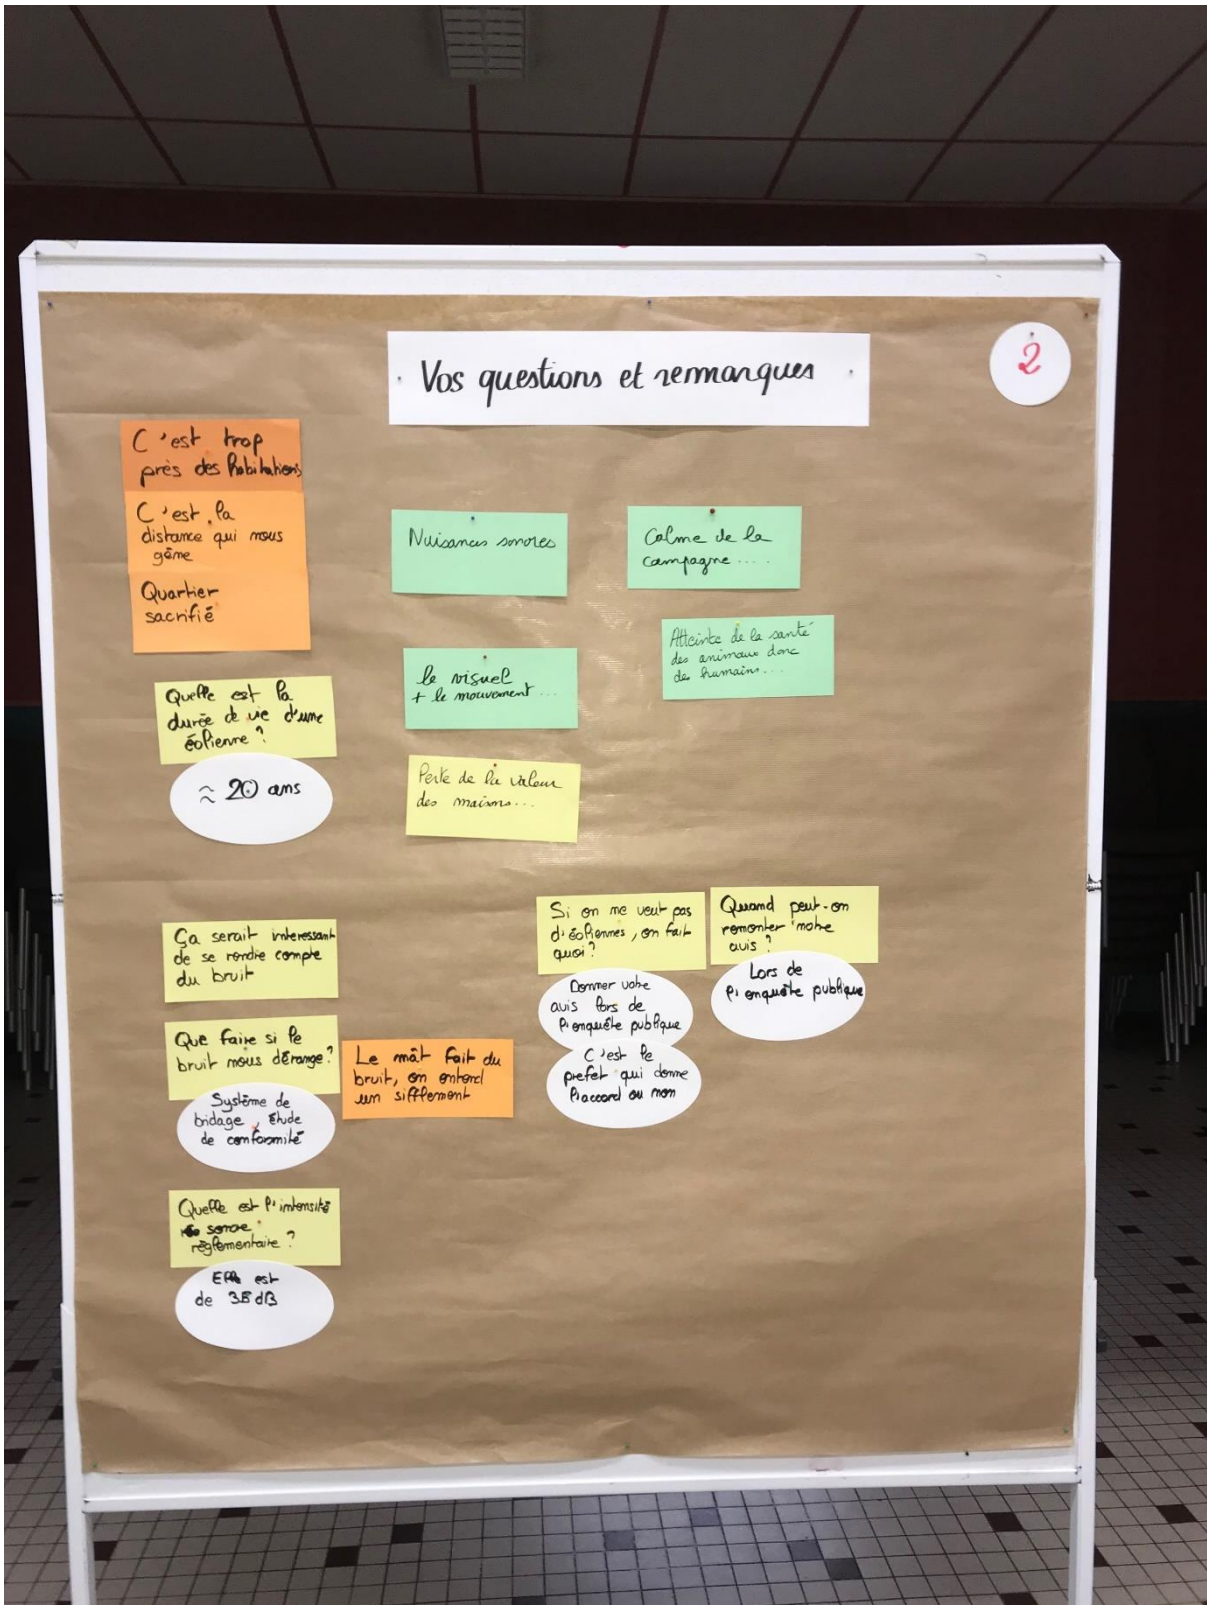 Vos questions et remarques
2
C'est trop
près des habitations
C'est la
distance qui nous
gêne
Quartier
sacrifié
Nuisances sonores
Calme de la
campagne.....
le visuel
+ le mouvement...
Atteinte de la santé
des animaux donc
des humains...
Quelle est la
durée de vie d'une
éolienne ?
≈ 20 ans
Perte de la valeur
des maisons...
Ça serait interessant
de se rendre compte
du bruit
Que faire si le
bruit nous dérange ?
Système de
bridage, étude
de conformité
Le mât fait du
bruit, on entend
un sifflement
Quelle est l'intensité
sonore
réglementaire ?
Elle est
de 35 dB
Si on ne veut pas
d'éoliennes, on fait
quoi ?
Donner votre
avis lors de
l'enquête publique
C'est le
prefet qui donne
l'accord ou non
Quand peut-on
remonter notre
avis ?
Lors de
l'enquête publique